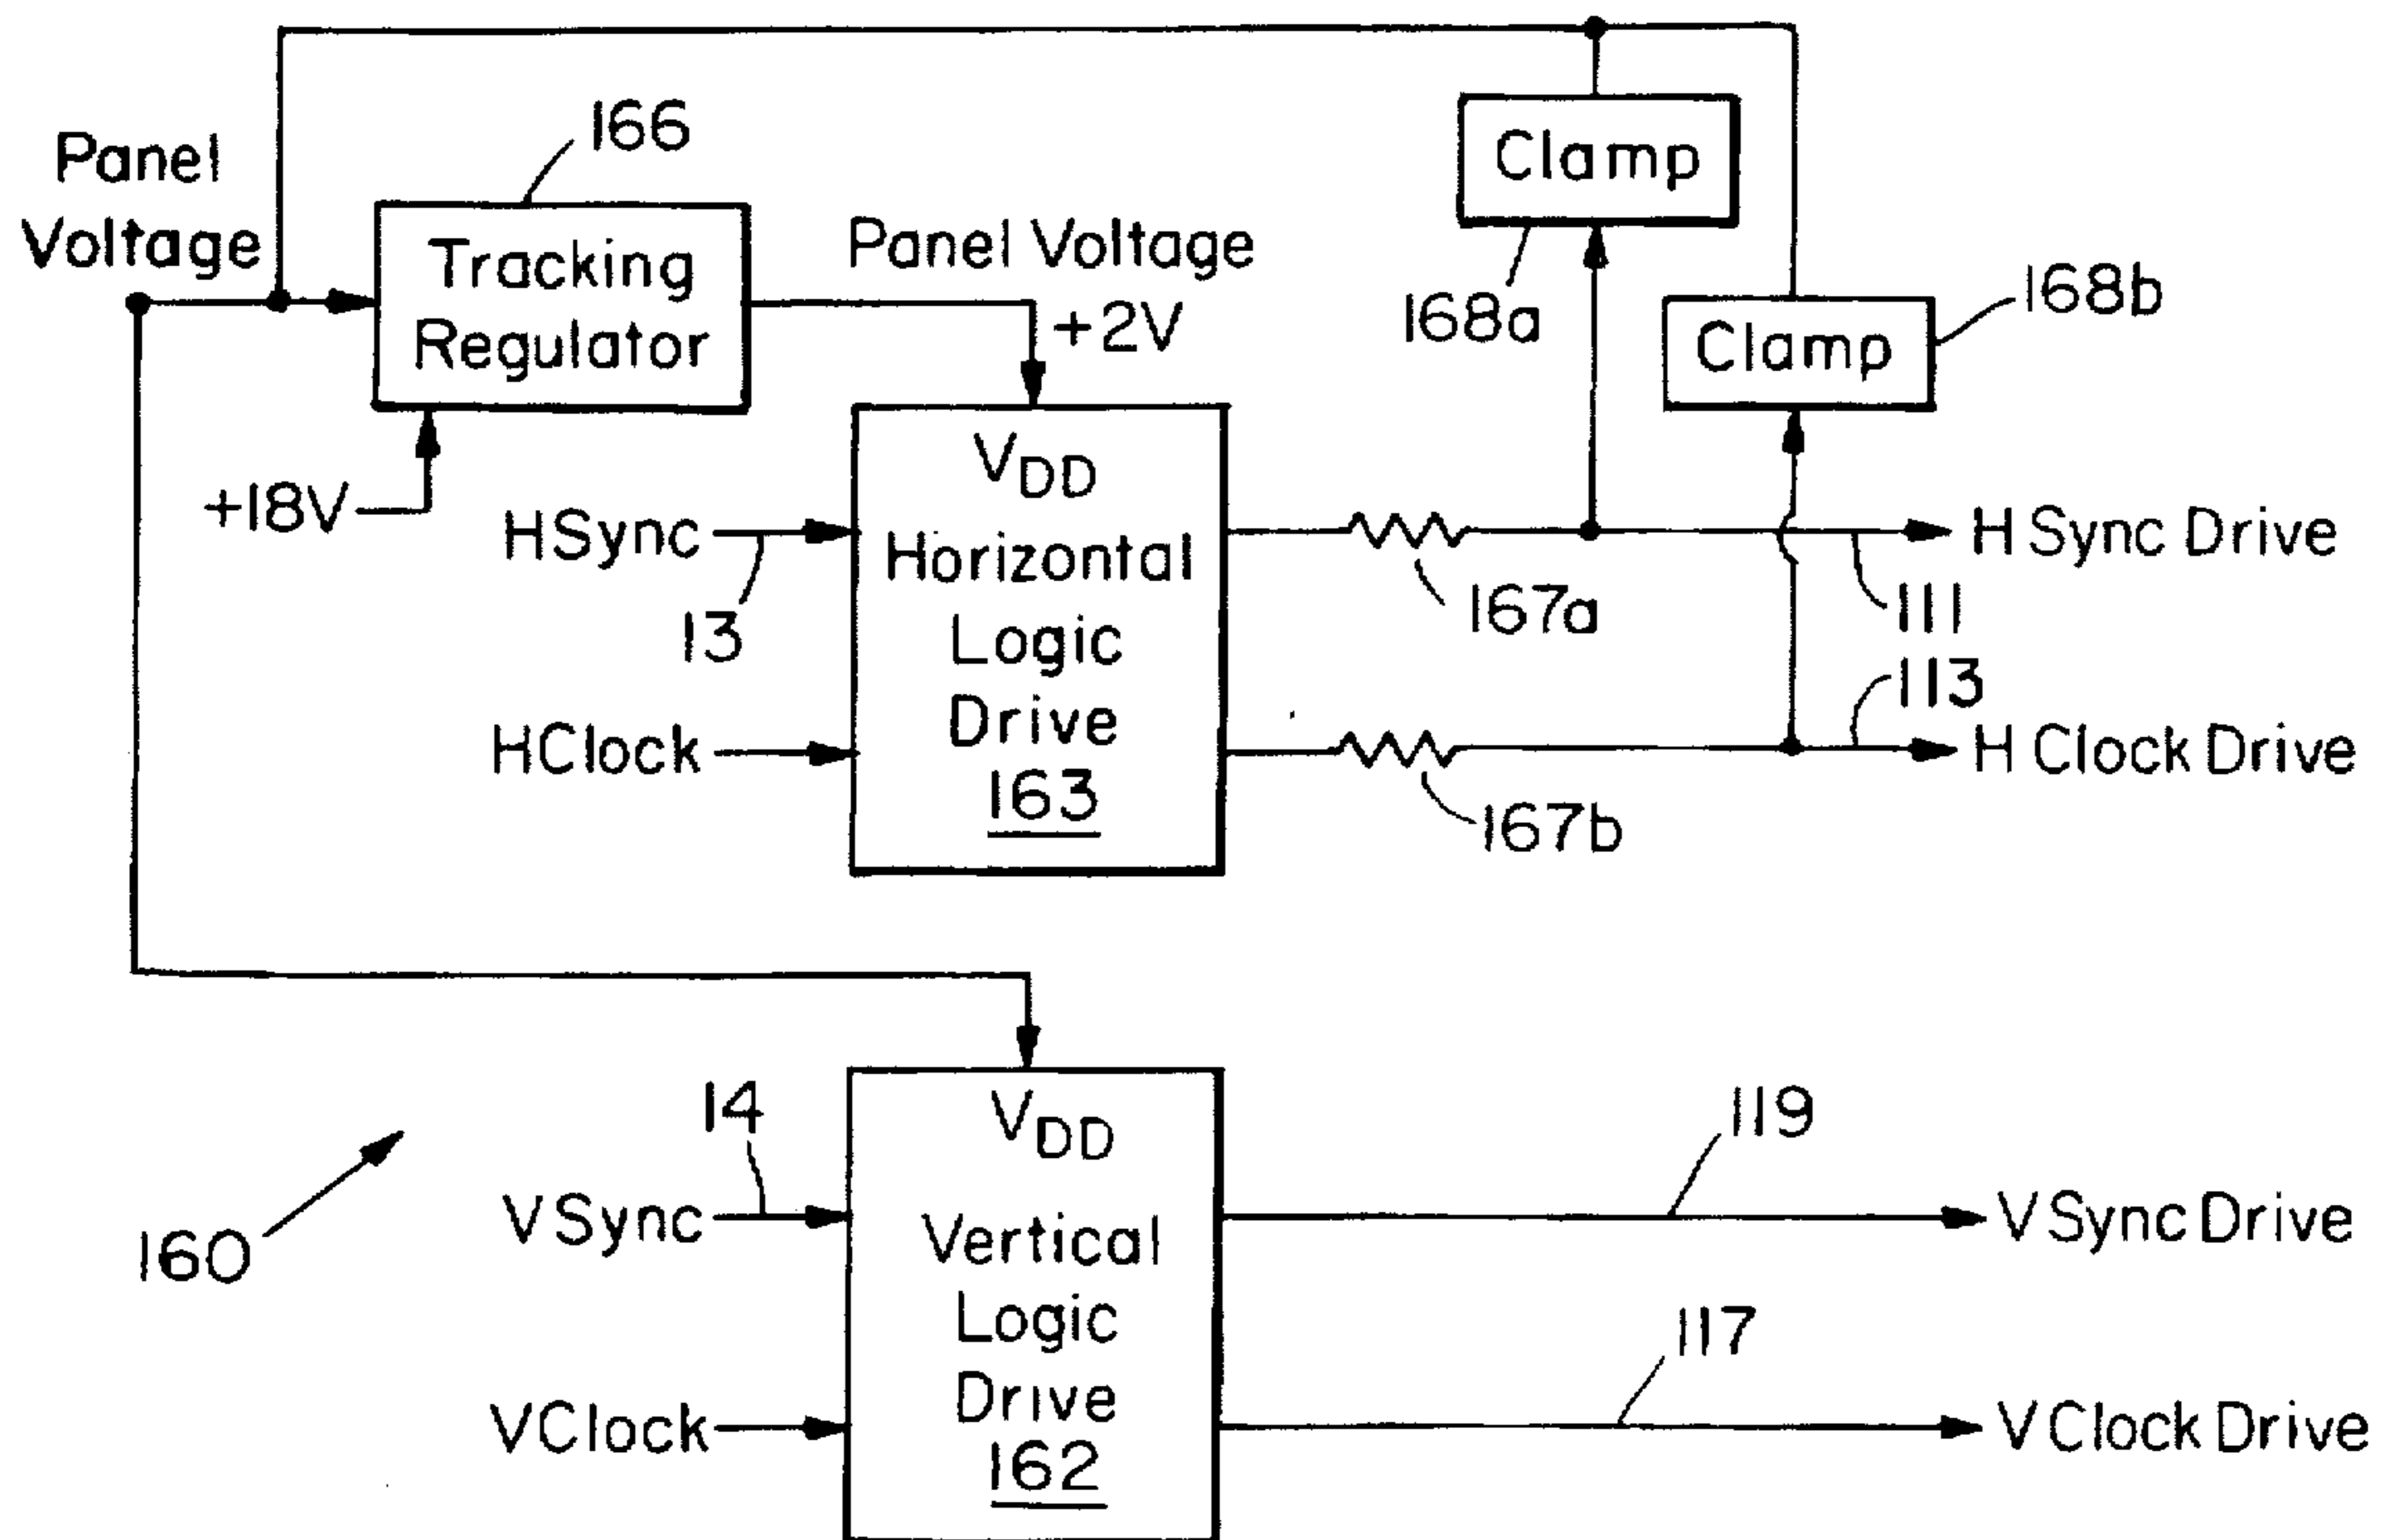 Panel
Voltage
166
Tracking
Regulator
+18V
Panel Voltage
+2V
Clamp
168a
Clamp
168b
HSync
13
HClock
VDD
Horizontal
Logic
Drive
163
167a
167b
H Sync Drive
111
113
H Clock Drive
160
14
VSync
VClock
VDD
Vertical
Logic
Drive
162
119
VSync Drive
117
VClock Drive